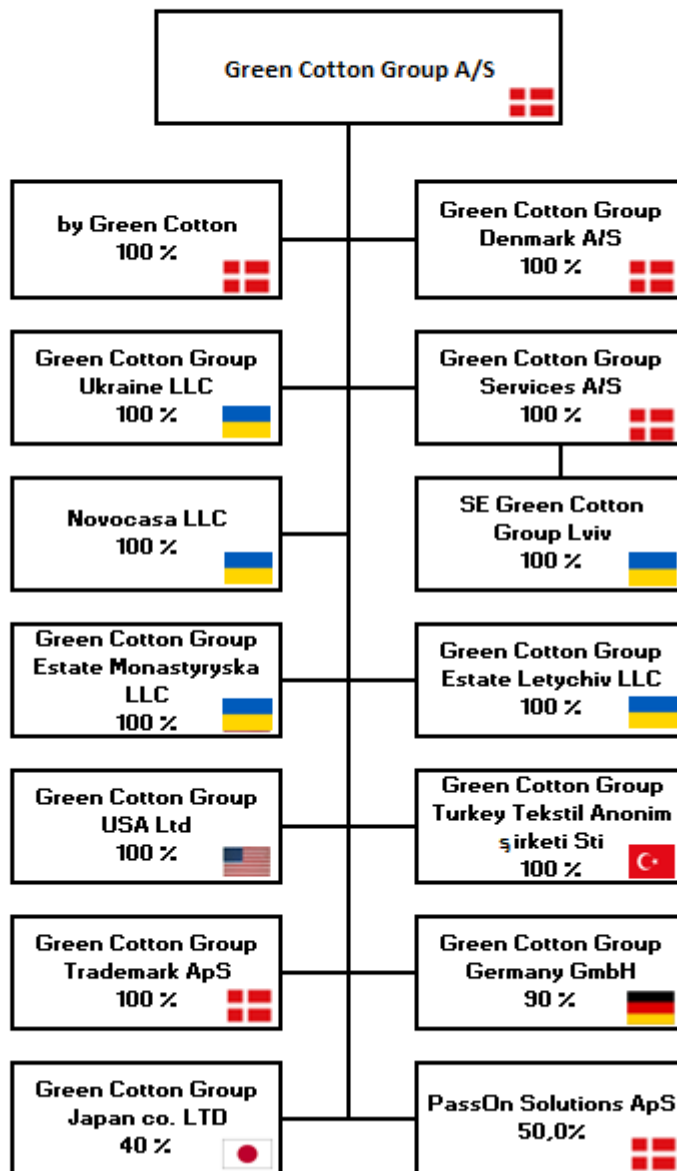 Green Cotton Group A/S
by Green Cotton
100 %
Green Cotton Group
Denmark A/S
100 %
Green Cotton Group
Ukraine LLC
100 %
Green Cotton Group
Services A/S
100 %
Novocasa LLC
100 %
SE Green Cotton
Group Lviv
100 %
Green Cotton Group
Estate Monastyryska
LLC
100 %
Green Cotton Group
Estate Letychiv LLC
100 %
Green Cotton Group
USA Ltd
100 %
Green Cotton Group
Turkey Tekstil Anonim
şirketi Sti
100 %
Green Cotton Group
Trademark ApS
100 %
Green Cotton Group
Germany GmbH
90 %
Green Cotton Group
Japan co. LTD
40 %
PassOn Solutions ApS
50,0%